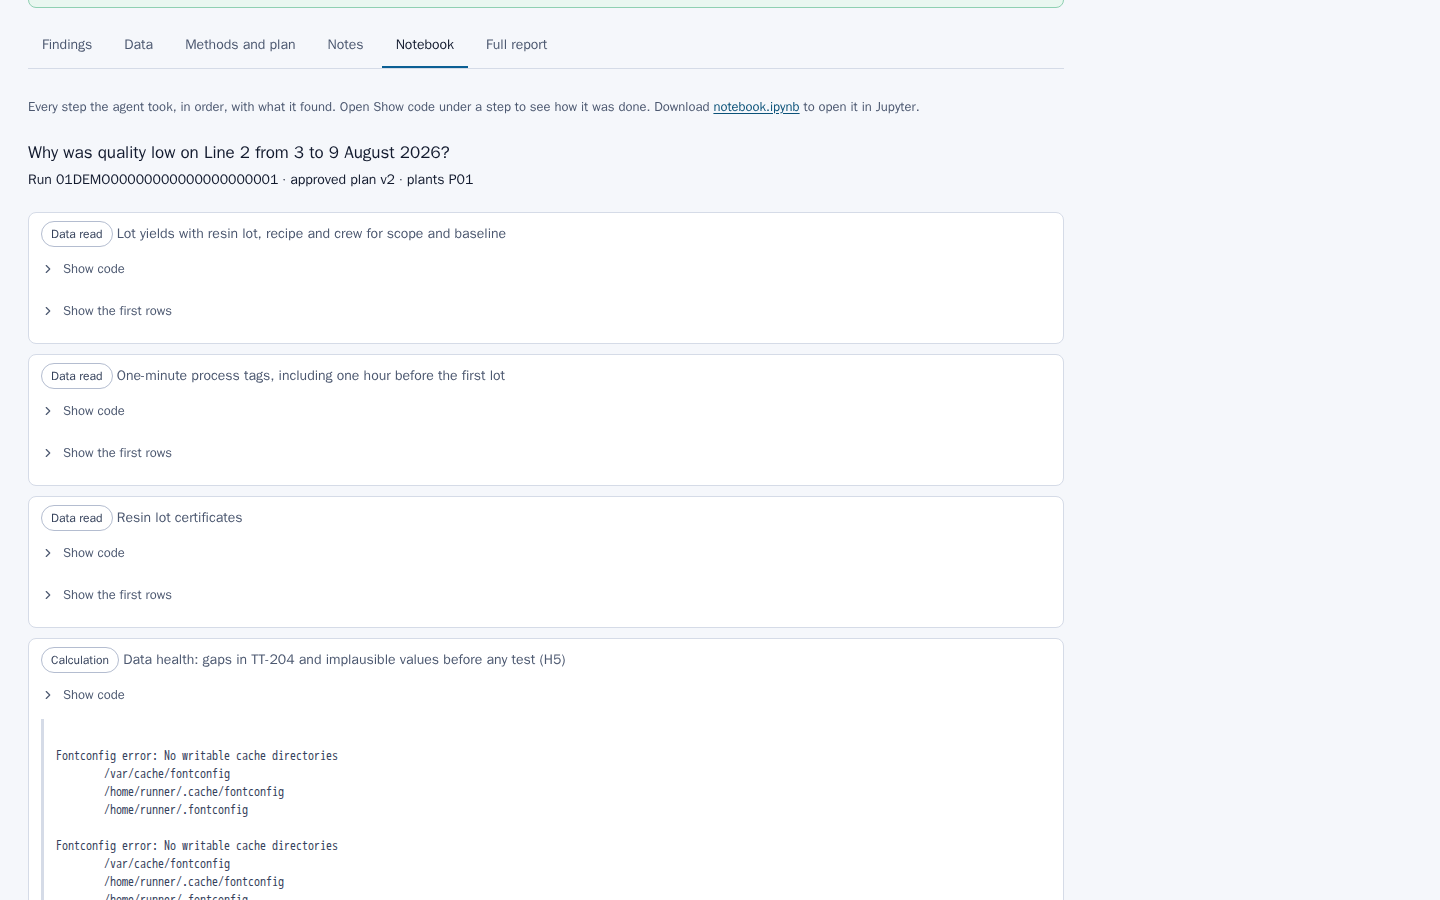 Findings
Data
Methods and plan
Notes
Notebook
Full report
Every step the agent took, in order, with what it found. Open Show code under a step to see how it was done. Download notebook.ipynb to open it in Jupyter.
Why was quality low on Line 2 from 3 to 9 August 2026?
Run 01DEMO00000000000000000001 · approved plan v2 · plants P01
Data read Lot yields with resin lot, recipe and crew for scope and baseline
Show code
Show the first rows
Data read One-minute process tags, including one hour before the first lot
Show code
Show the first rows
Data read Resin lot certificates
Show code
Show the first rows
Calculation Data health: gaps in TT-204 and implausible values before any test (H5)
Show code
Fontconfig error: No writable cache directories
/var/cache/fontconfig
/home/runner/.cache/fontconfig
/home/runner/.fontconfig
Fontconfig error: No writable cache directories
/var/cache/fontconfig
/home/runner/.cache/fontconfig
/home/runner/.fontconfig